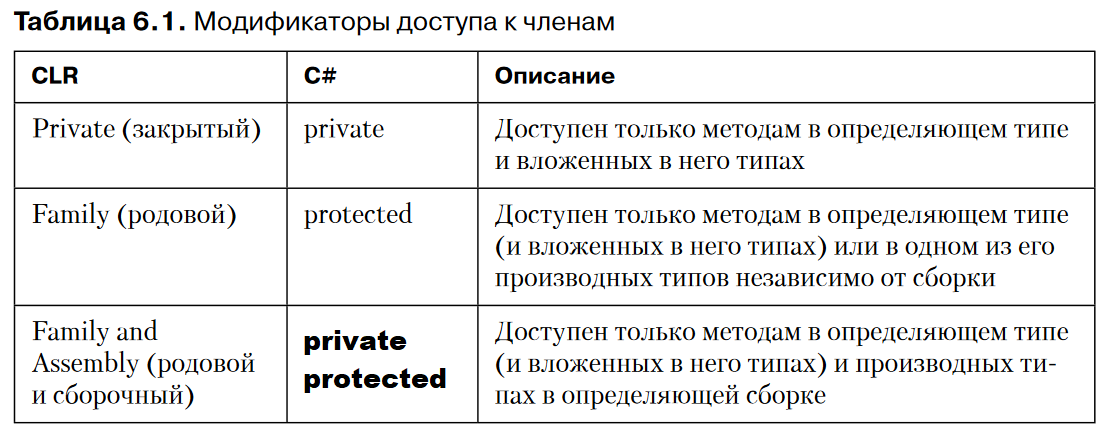 Таблица 6.1. Модификаторы доступа к членам
CLR
C#
Описание
Private (закрытый)
private
Доступен только методам в определяющем типе
и вложенных в него типах
Family (родовой)
protected
Доступен только методам в определяющем типе
(и вложенных в него типах) или в одном из его
производных типов независимо от сборки
Family and
Assembly (родовой
и сборочный)
private
protected
Доступен только методам в определяющем типе
(и вложенных в него типах) и производных ти-
пах в определяющей сборке